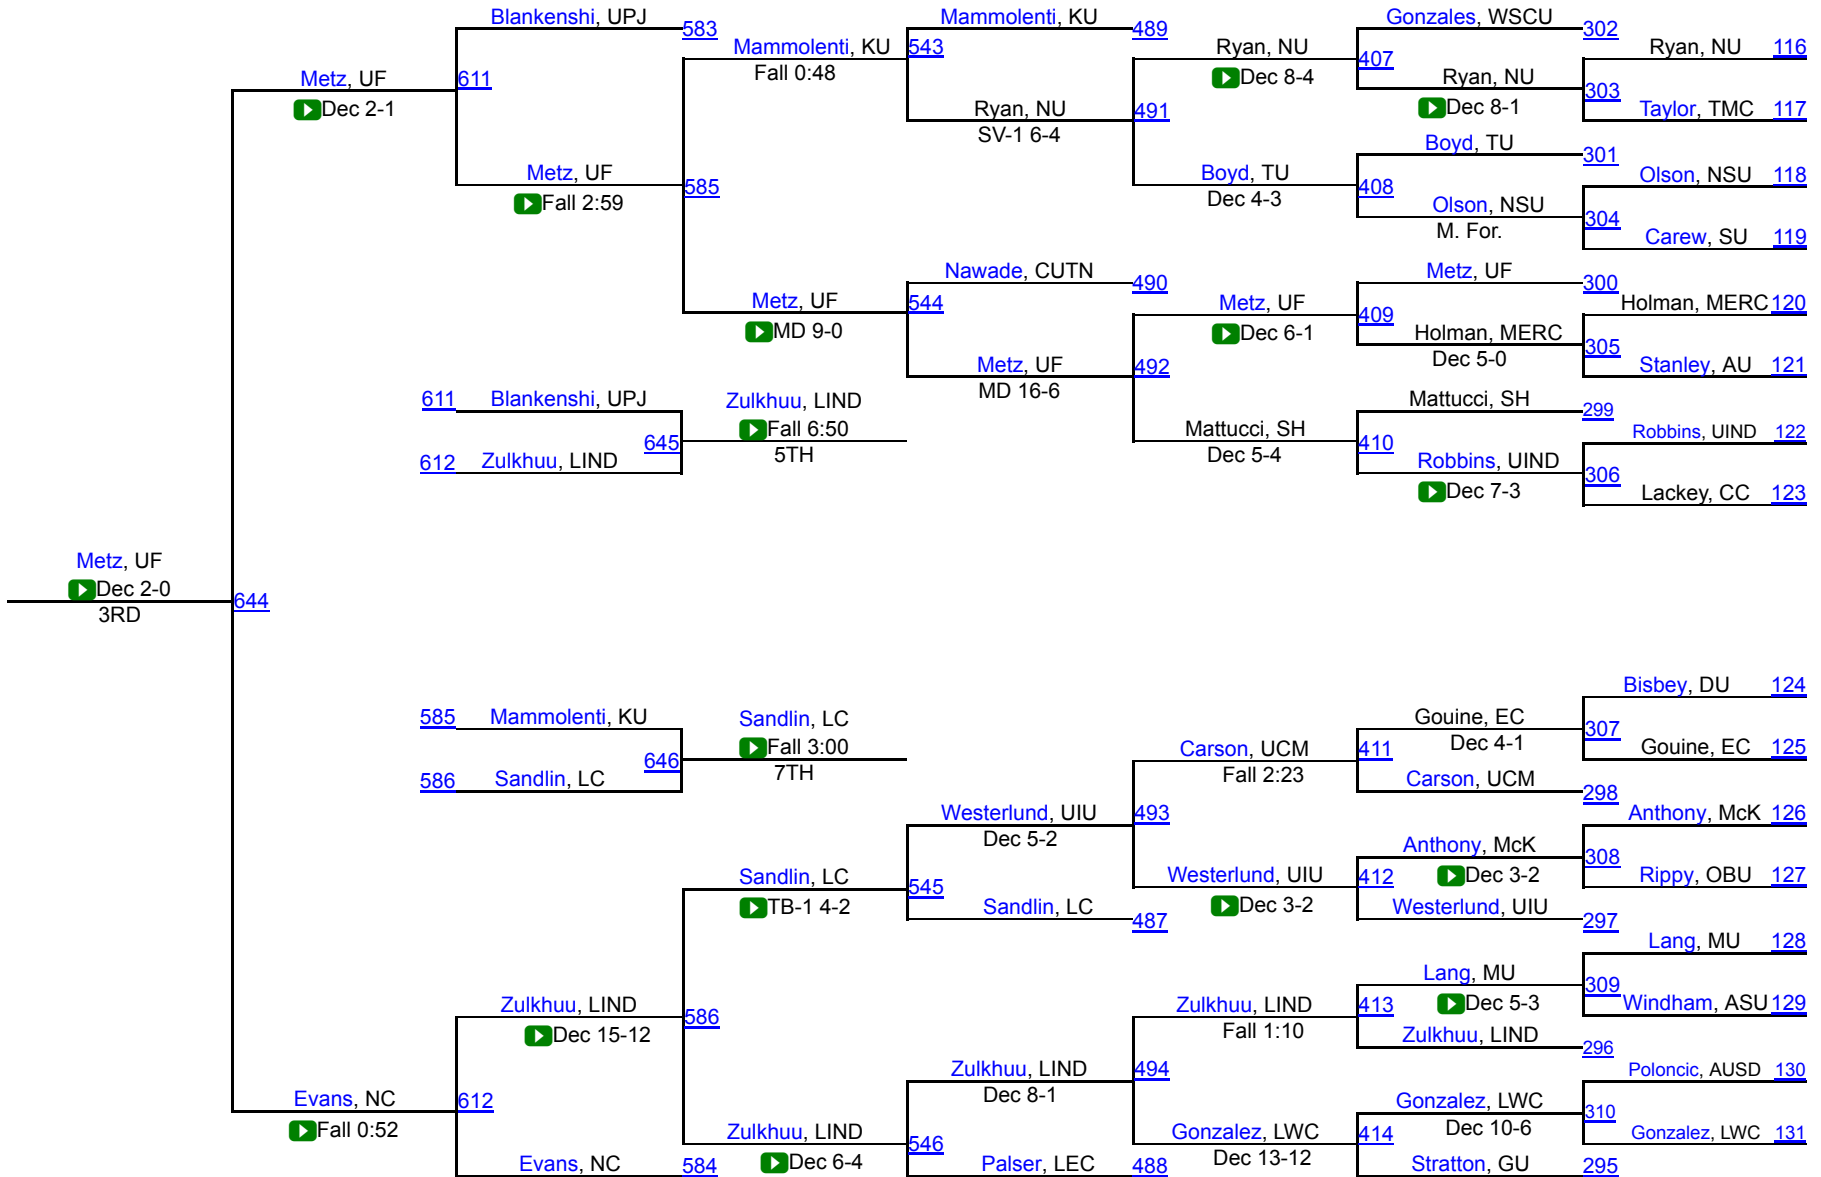 Blankenshi, UPJ
583
Mammolenti, KU
489
Gonzales, WSCU
302
Mammolenti, KU
543
Fall 0:48
Ryan, NU
Dec 8-4
407
Ryan, NU
116
Metz, UF
611
Dec 2-1
Ryan, NU
Dec 8-1
303
Taylor, TMC
117
Ryan, NU
SV-1 6-4
491
Boyd, TU
301
Metz, UF
Fall 2:59
585
Boyd, TU
Dec 4-3
408
Olson, NSU
118
Olson, NSU
M. For.
304
Carew, SU
119
Nawade, CUTN
490
Metz, UF
300
Metz, UF
MD 9-0
544
Metz, UF
Dec 6-1
409
Holman, MERC
120
Holman, MERC
Dec 5-0
305
Stanley, AU
121
Metz, UF
MD 16-6
492
611
Blankenshi, UPJ
Zulkhuu, LIND
Fall 6:50
5TH
645
612
Zulkhuu, LIND
Mattucci, SH
299
Mattucci, SH
Dec 5-4
410
Robbins, UIND
122
Robbins, UIND
Dec 7-3
306
Lackey, CC
123
Metz, UF
Dec 2-0
3RD
644
Bisbey, DU
124
585
Mammolenti, KU
Sandlin, LC
Fall 3:00
7TH
646
586
Sandlin, LC
Gouine, EC
Dec 4-1
307
Gouine, EC
125
Carson, UCM
Fall 2:23
411
Carson, UCM
298
Westerlund, UIU
Dec 5-2
493
Anthony, McK
126
Anthony, McK
Dec 3-2
308
Rippy, OBU
127
Sandlin, LC
TB-1 4-2
545
Westerlund, UIU
Dec 3-2
412
Sandlin, LC
487
Westerlund, UIU
297
Lang, MU
128
Lang, MU
Dec 5-3
309
Windham, ASU
129
Zulkhuu, LIND
Dec 15-12
586
Zulkhuu, LIND
Fall 1:10
413
Zulkhuu, LIND
296
Zulkhuu, LIND
Dec 8-1
494
Poloncic, AUSD
130
Evans, NC
Fall 0:52
612
Gonzalez, LWC
Dec 10-6
310
Gonzalez, LWC
131
Zulkhuu, LIND
Dec 6-4
546
Gonzalez, LWC
Dec 13-12
414
Evans, NC
584
Palser, LEC
488
Stratton, GU
295